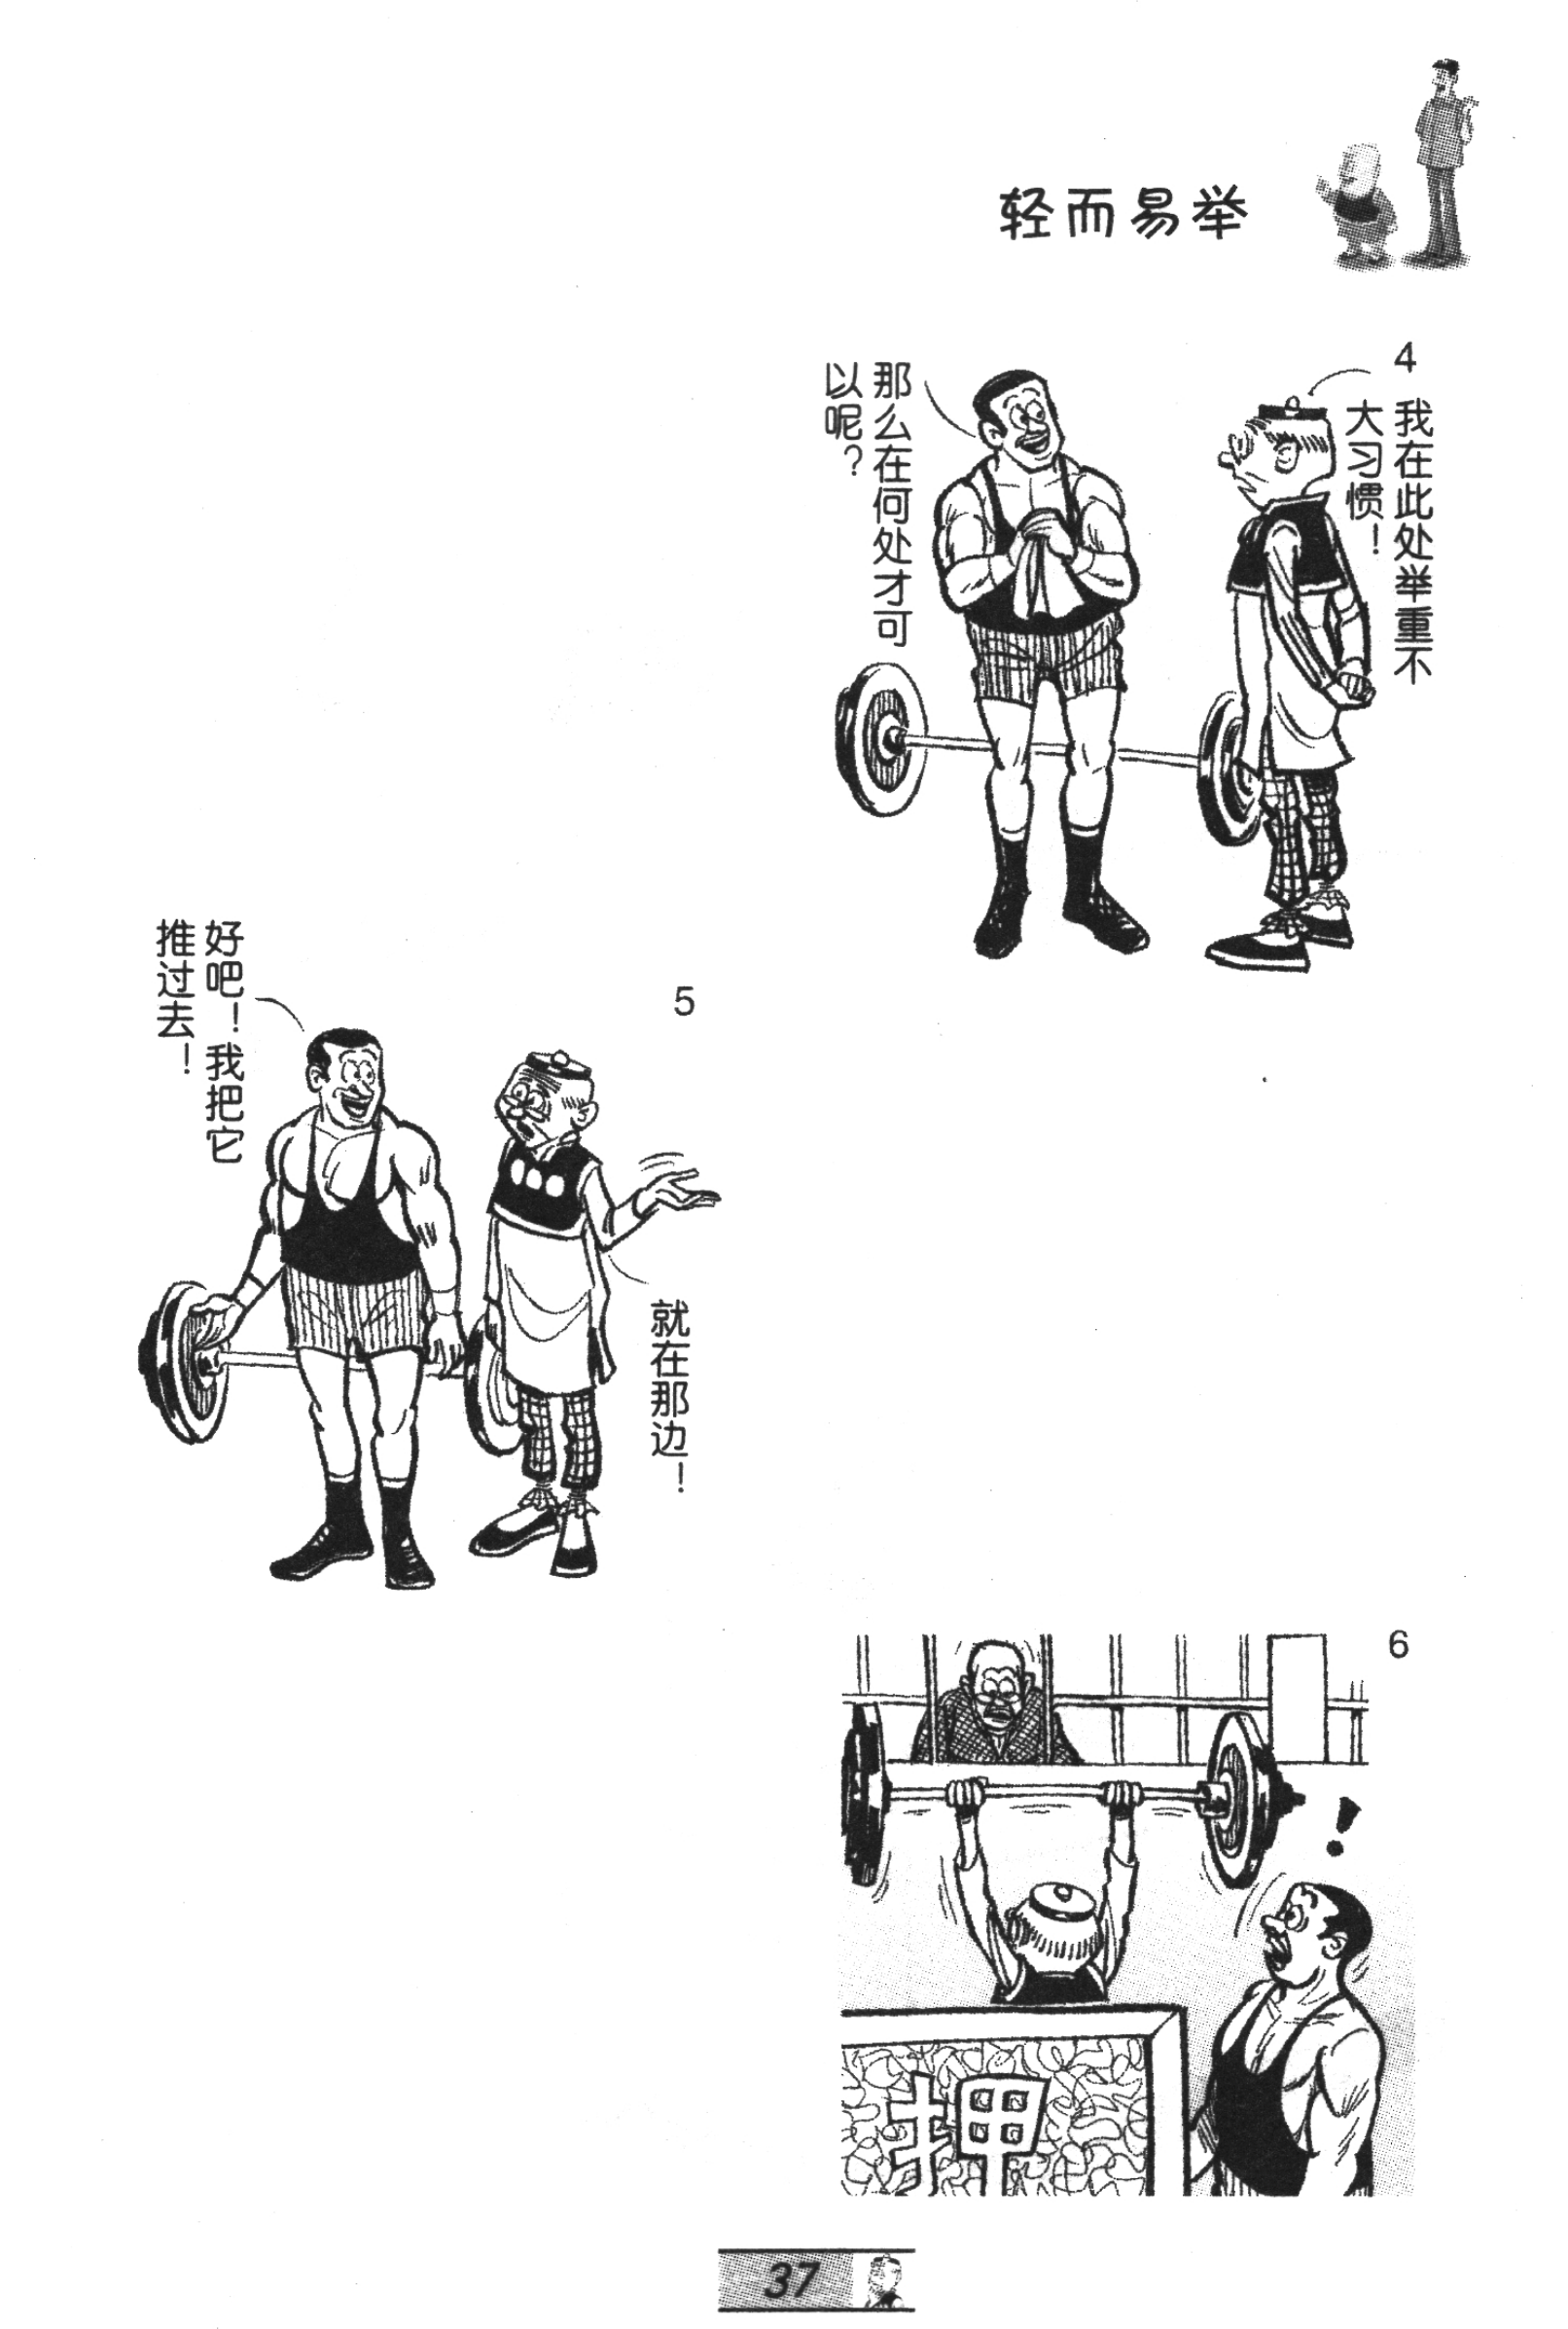 轻而易举
4
我在此处举重不
大习惯！
那么在何处才可
以呢？
5
就在那边！
好吧！我把它
推过去！
6
!
押
37